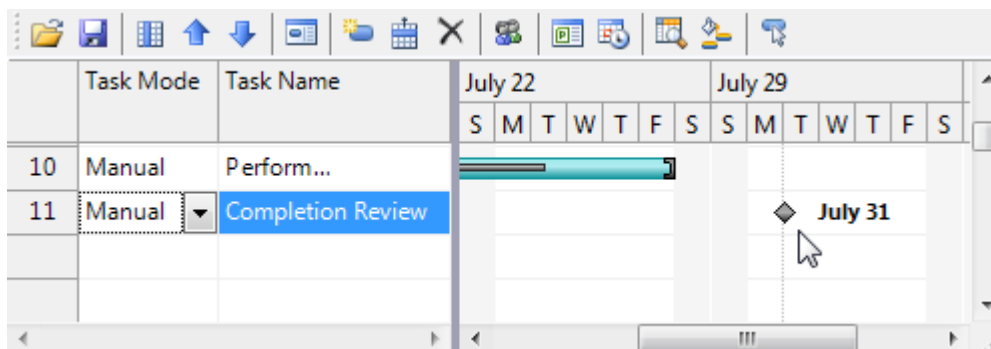 Task Mode Task Name July 22 July 29
S M T W T F S S M T W T F S
10 Manual Perform...
11 Manual Completion Review July 31